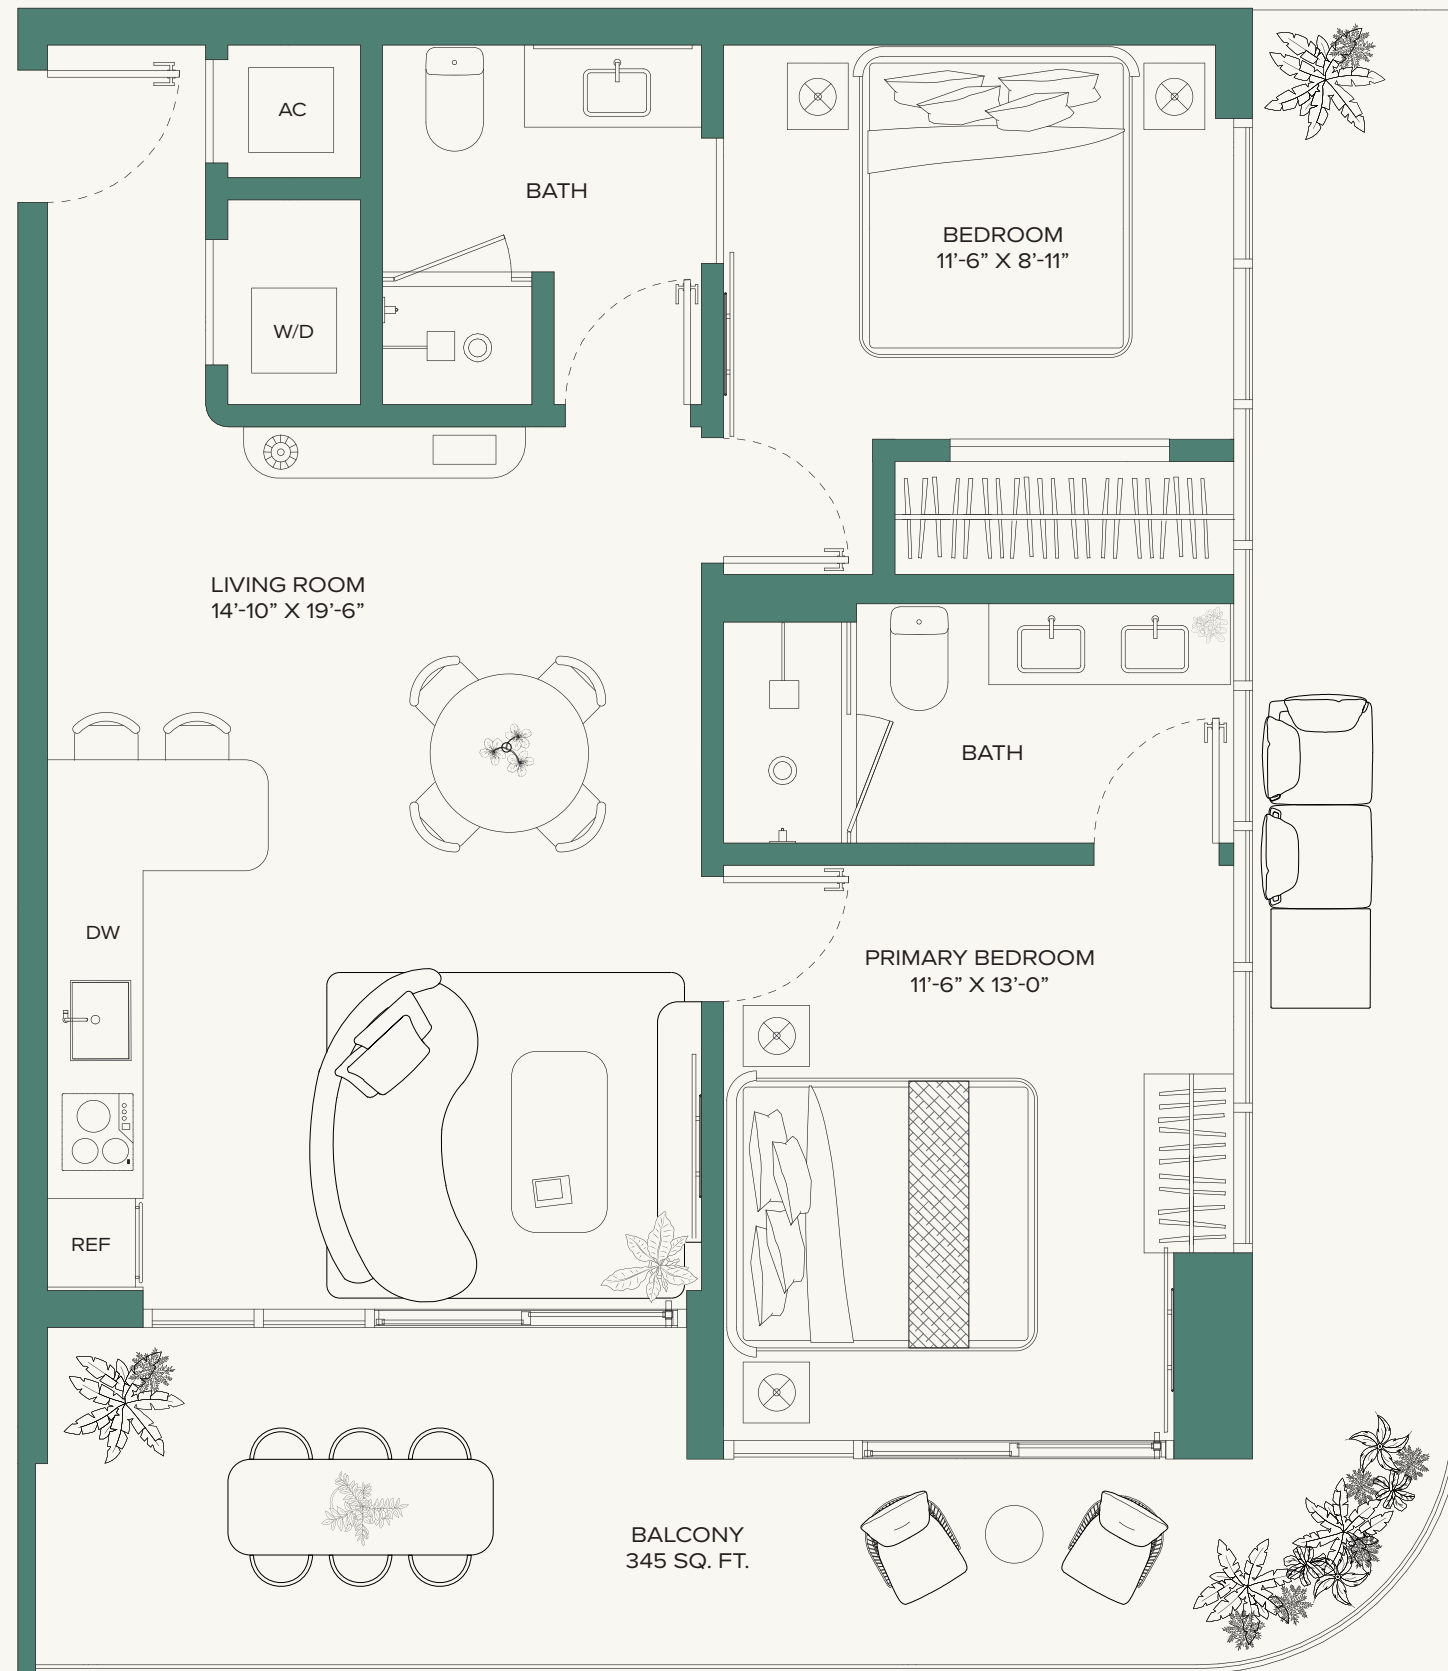 AC
BATH
BEDROOM
11’-6” X 8’-11”
W/D
LIVING ROOM
14’-10” X 19’-6”
BATH
DW
PRIMARY BEDROOM
11’-6” X 13’-0”
REF
BALCONY
345 SQ. FT.